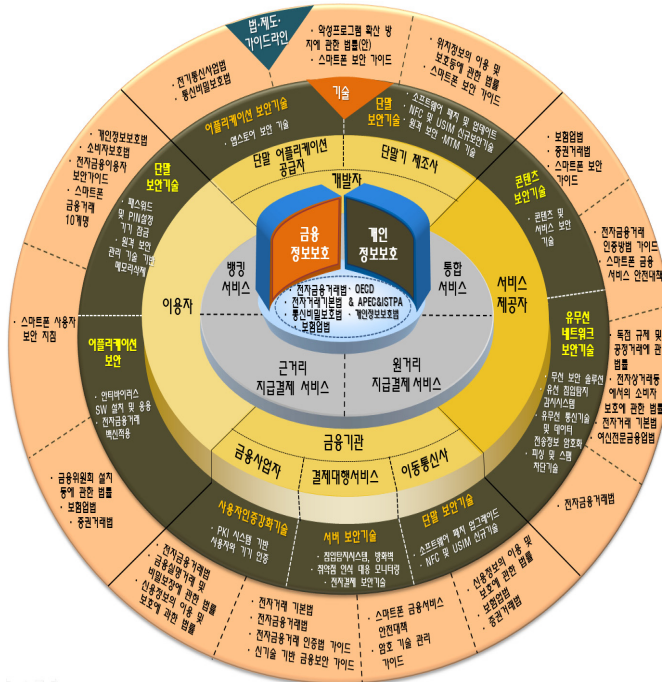 법·제도·
가이드라인
· 악성프로그램 확산 방
지에 관한 법률(안)
· 스마트폰 보안 가이드
· 위치정보의 이용 및
보호등에 관한 법률
· 스마트폰 보안 가이드
· 전기통신사업법
· 통신비밀보호법
기술
어플리케이션 보안기술
· 앱스토어 보안 기술
단말
보안기술
· 소프트웨어 패치 및 업데이트
· NFC 및 USIM 신규보안기술
· 원격 보안·MTM 기술
· 개인정보보호법
· 소비자보호법
· 전자금융이용자
보안가이드
· 스마트폰
금융거래
10계명
· 보험업법
· 증권거래법
· 스마트폰 보안
가이드
단말
보안기술
· 패스워드
및 PIN설정
기기 잠금
· 원격 보안
관리 기술 기반
메모리삭제
단말 어플리케이션
공급자
단말기 제조사
개발자
콘텐츠
보안기술
· 콘텐츠 및
서비스 보안
기술
금융
정보보호
개인
정보보호
· 전자금융거래
인증방법 가이드
· 스마트폰 금융
서비스 안전대책
뱅킹
서비스
통합
서비스
이용자
서비스
제공자
· 전자금융거래법
· 전자거래기본법
· 통신비밀보호법
· 보험업법
· OECD
& APEC&ISTPA
· 개인정보보호법
· 스마트폰 사용자
보안 지침
어플리케이션
보안
· 안티바이러스
SW 설치 및 응용
· 전자금융거래
백신적용
유무선
네트워크
보안기술
· 무선 보안 솔루션
· 유선 침입탐지
감시시스템
· 유무선 통신기술
및 데이터
전송정보 암호화
· 피싱 및 스팸
차단기술
· 독점 규제 및
공정거래에 관한
법률
· 전자상거래등
에서의 소비자
보호에 관한 법률
· 전자거래 기본법
· 여신전문금융업법
근거리
지급결제 서비스
원거리
지급결제 서비스
금융기관
금융사업자
결제대행서비스
이동통신사
· 금융위원회 설치
등에 관한 법률
· 보험업법
· 증권거래법
· 전자금융거래법
사용자인증강화기술
· PKI 시스템 기반
사용자와 기기 인증
서버 보안기술
· 침입탐지시스템, 방화벽
· 취약점 인식 대응 모니터링
· 전자결제 보안기술
단말 보안기술
· 소프트웨어 패치 업그레이드
· NFC 및 USIM 신규기술
· 전자금융거래법
· 금융실명거래 및
비밀보장에 관한 법률
· 신용정보의 이용 및
보호에 과한 법률
· 전자거래 기본법
· 전자금융거래법
· 전자금융거래 인증법 가이드
· 신기술 기반 금융보안 가이드
· 스마트폰 금융서비스
안전대책
· 암호 기술 관리
가이드
· 신용정보의 이용 및
보호에 관한 법률
· 보험업법
· 증권거래법